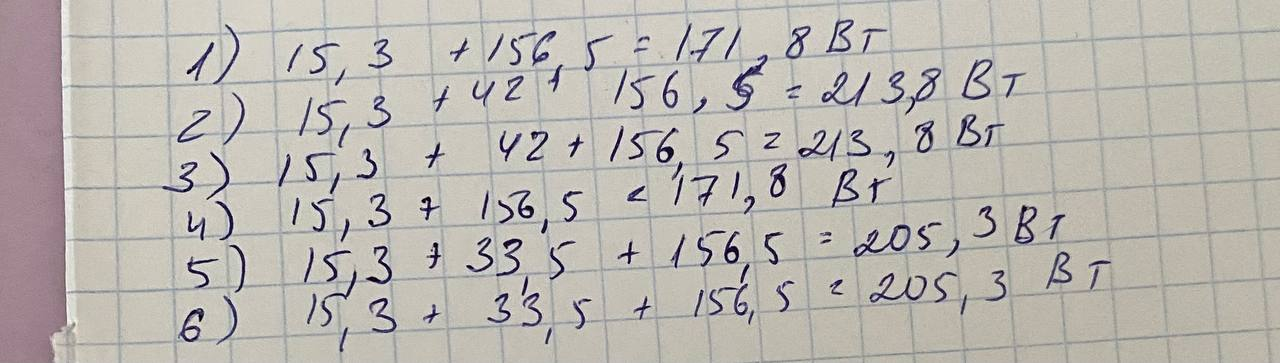 1) 15,3 + 156,5 = 171,8 Вт
2) 15,3 + 42 + 156,5 = 213,8 Вт
3) 15,3 + 42 + 156,5 = 213,8 Вт
4) 15,3 + 156,5 = 171,8 Вт
5) 15,3 + 33,5 + 156,5 = 205,3 Вт
6) 15,3 + 33,5 + 156,5 = 205,3 Вт